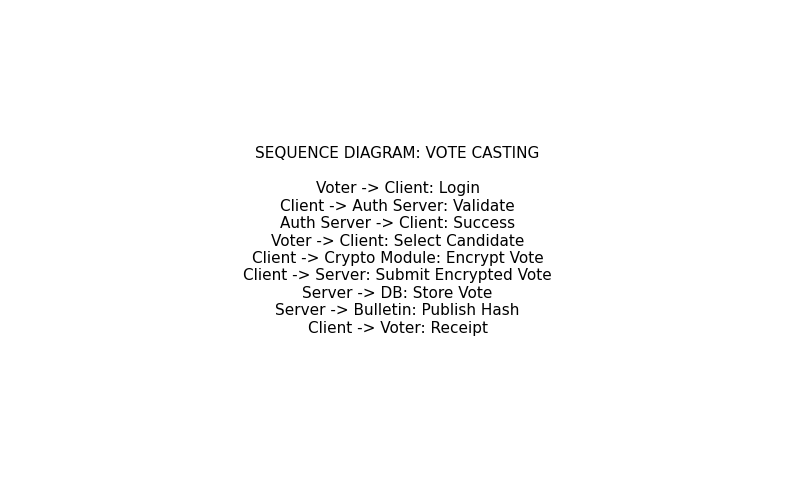 SEQUENCE DIAGRAM: VOTE CASTING
Voter -> Client: Login
Client -> Auth Server: Validate
Auth Server -> Client: Success
Voter -> Client: Select Candidate
Client -> Crypto Module: Encrypt Vote
Client -> Server: Submit Encrypted Vote
Server -> DB: Store Vote
Server -> Bulletin: Publish Hash
Client -> Voter: Receipt